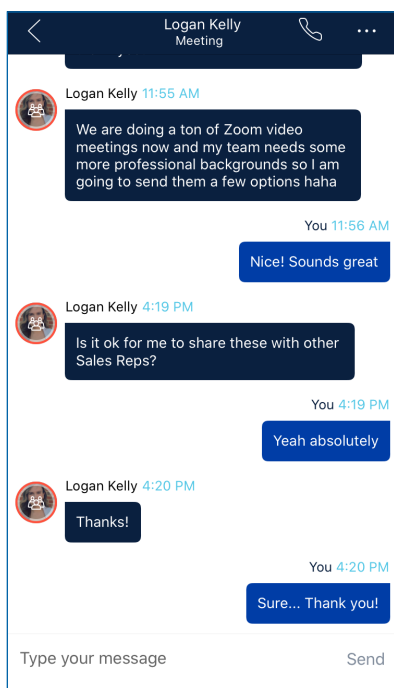 Logan Kelly
Meeting
Logan Kelly 11:55 AM
We are doing a ton of Zoom video
meetings now and my team needs some
more professional backgrounds so I am
going to send them a few options haha
You 11:56 AM
Nice! Sounds great
Logan Kelly 4:19 PM
Is it ok for me to share these with other
Sales Reps?
You 4:19 PM
Yeah absolutely
Logan Kelly 4:20 PM
Thanks!
You 4:20 PM
Sure... Thank you!
Type your message
Send